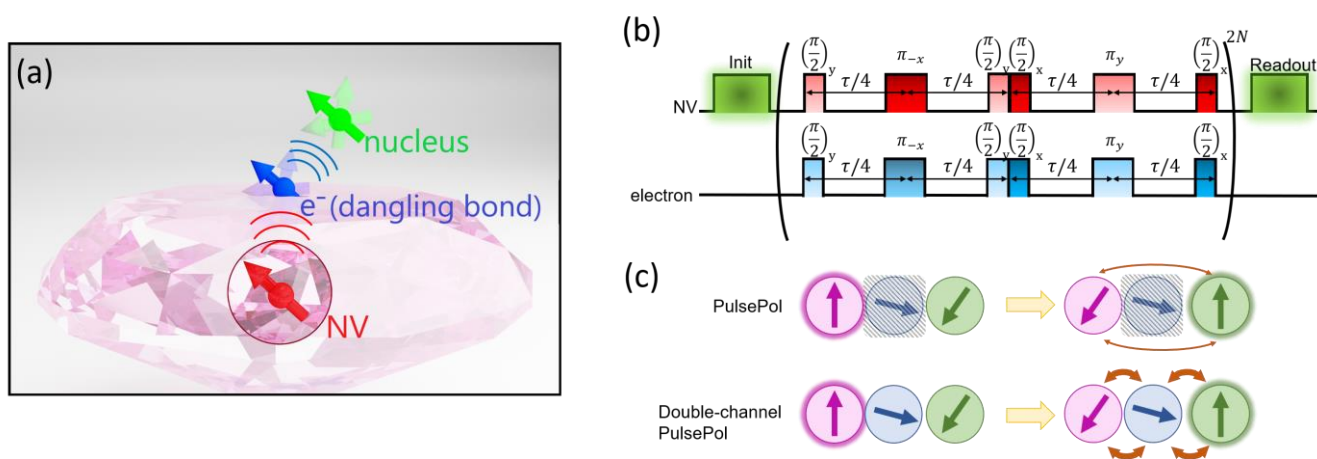 (a)
nucleus
e⁻(dangling bond)
NV
(b)
Init
(π/2)y τ/4 π₋ₓ τ/4 (π/2)y (π/2)x τ/4 πy τ/4 (π/2)x
2N
Readout
NV
(π/2)y τ/4 π₋ₓ τ/4 (π/2)y (π/2)x τ/4 πy τ/4 (π/2)x
electron
(c)
PulsePol
Double-channel
PulsePol